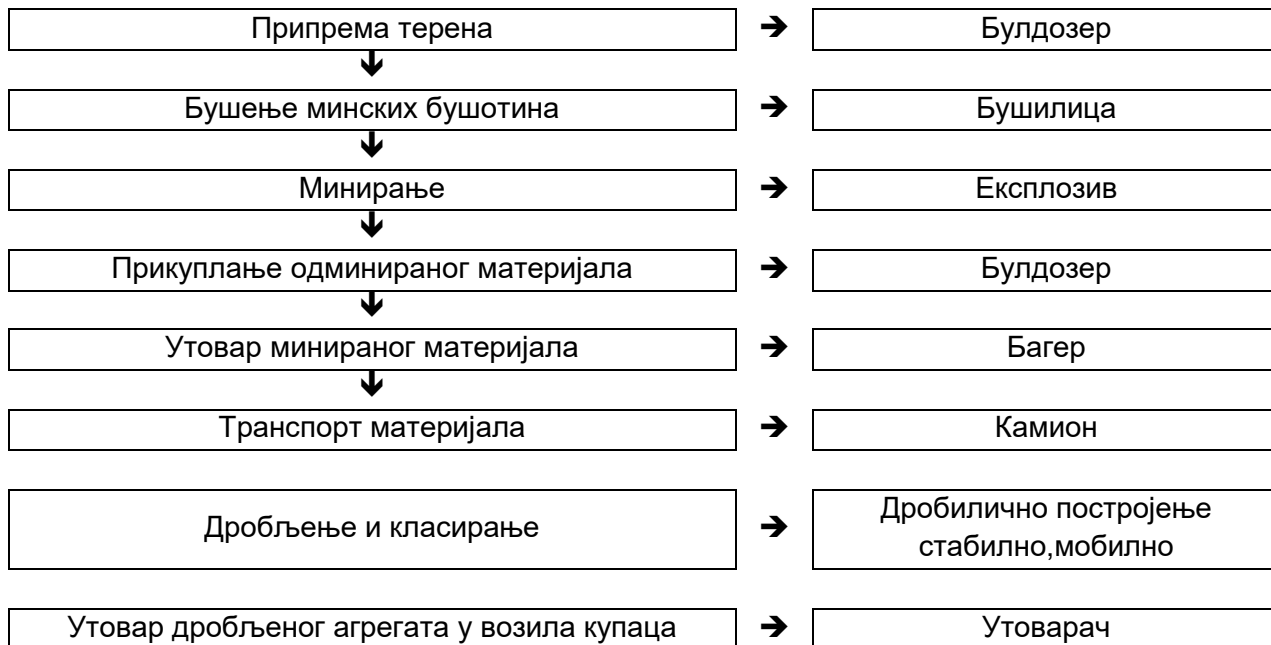 Припрема терена ➔ Булдозер
Бушење минских бушотина ➔ Бушилица
Минирање ➔ Експлозив
Прикуплање одминираног материјала ➔ Булдозер
Утовар минираног материјала ➔ Багер
Транспорт материјала ➔ Камион
Дробљење и класирање ➔ Дробилично постројење
стабилно,мобилно
Утовар дробљеног агрегата у возила купаца ➔ Утоварач